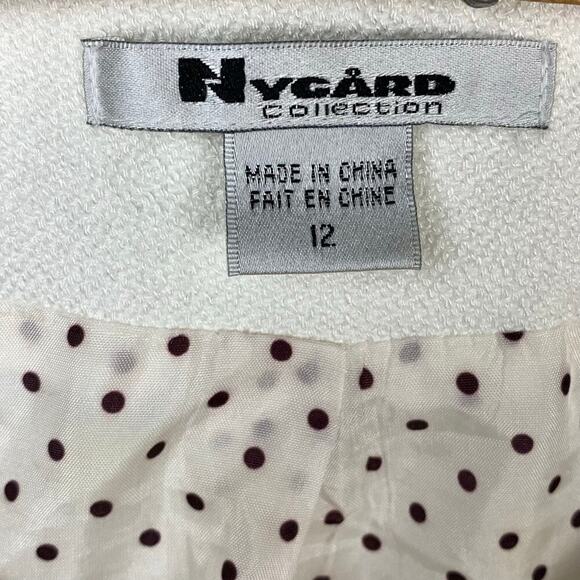 NYGÅRD
Collection
MADE IN CHINA
FAIT EN CHINE
12